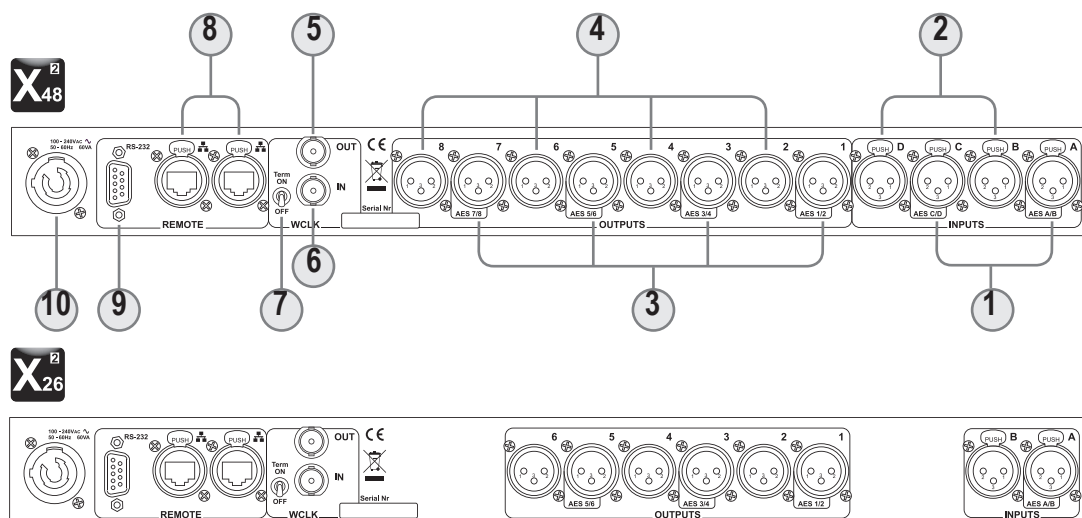 8 5 4 2
X 2 48
100 - 240VAC ∿
50 - 60Hz 60VA
RS-232
PUSH PUSH
OUT
Term
ON
OFF
IN
CE
Serial Nr
8 7 6 5 4 3 2 1
PUSH D PUSH C PUSH B PUSH A
AES 7/8 AES 5/6 AES 3/4 AES 1/2
AES C/D AES A/B
REMOTE WCLK OUTPUTS INPUTS
10 9 7 6 3 1
X 2 26
100 - 240VAC ∿
50 - 60Hz 60VA
RS-232
PUSH PUSH
OUT
Term
ON
OFF
IN
CE
Serial Nr
6 5 4 3 2 1
PUSH B PUSH A
AES 5/6 AES 3/4 AES 1/2
AES A/B
REMOTE WCLK OUTPUTS INPUTS